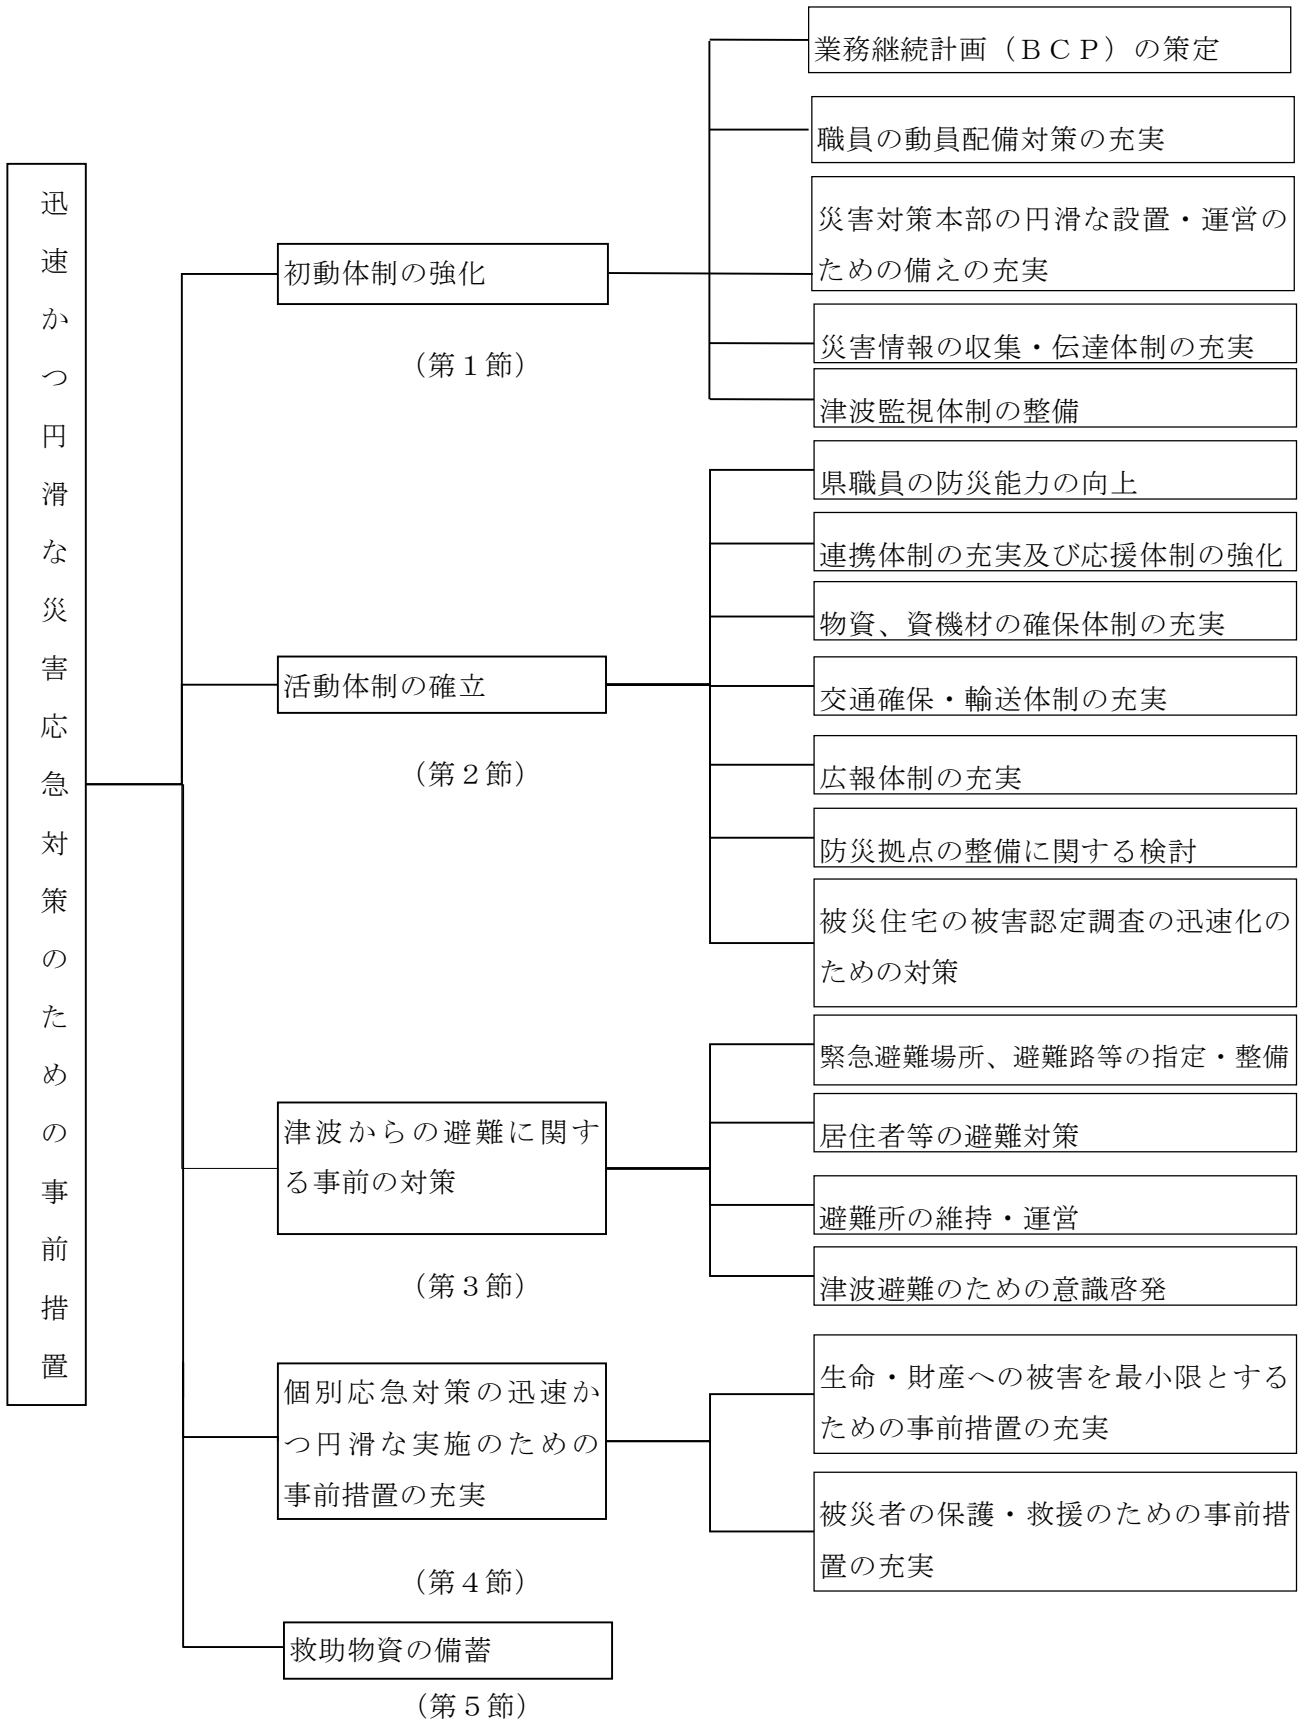 迅速かつ円滑な災害応急対策のための事前措置
初動体制の強化
（第１節）
業務継続計画（ＢＣＰ）の策定
職員の動員配備対策の充実
災害対策本部の円滑な設置・運営の
ための備えの充実
災害情報の収集・伝達体制の充実
津波監視体制の整備
活動体制の確立
（第２節）
県職員の防災能力の向上
連携体制の充実及び応援体制の強化
物資、資機材の確保体制の充実
交通確保・輸送体制の充実
広報体制の充実
防災拠点の整備に関する検討
被災住宅の被害認定調査の迅速化の
ための対策
津波からの避難に関す
る事前の対策
（第３節）
緊急避難場所、避難路等の指定・整備
居住者等の避難対策
避難所の維持・運営
津波避難のための意識啓発
個別応急対策の迅速か
つ円滑な実施のための
事前措置の充実
（第４節）
生命・財産への被害を最小限とする
ための事前措置の充実
被災者の保護・救援のための事前措
置の充実
救助物資の備蓄
（第５節）